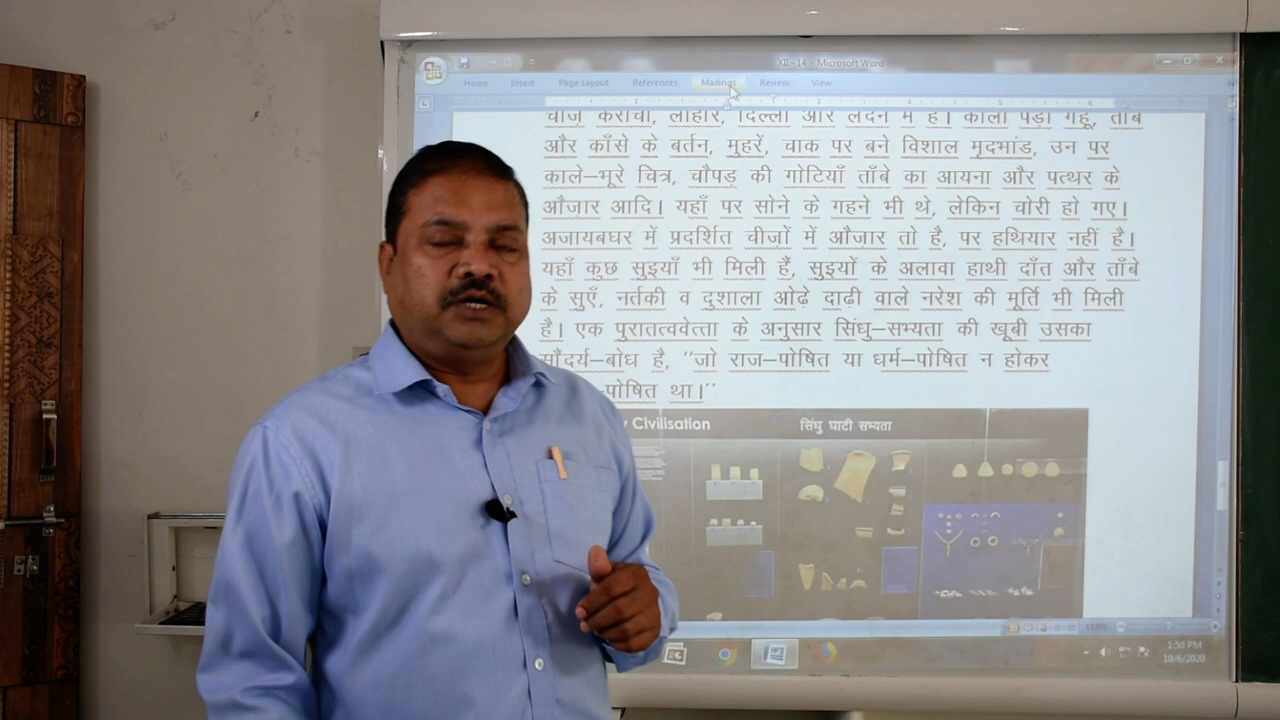 XII - 14 - Microsoft Word
Home Insert Page Layout References Mailings Review View
चीज़ें कराची, लाहौर, दिल्ली और लंदन में हैं। काला पड़ा गेहूँ, ताँबे
और काँसे के बर्तन, मुहरें, चाक पर बने विशाल मृदभांड, उन पर
काले–भूरे चित्र, चौपड़ की गोटियाँ ताँबे का आयना और पत्थर के
औजार आदि। यहाँ पर सोने के गहने भी थे, लेकिन चोरी हो गए।
अजायबघर में प्रदर्शित चीजों में औजार तो है, पर हथियार नहीं है।
यहाँ कुछ सुइयाँ भी मिली हैं, सुइयों के अलावा हाथी दाँत और ताँबे
के सुएँ, नर्तकी व दुशाला ओढ़े दाढ़ी वाले नरेश की मूर्ति भी मिली
है। एक पुरातत्ववेत्ता के अनुसार सिंधु–सभ्यता की खूबी उसका
सौंदर्य–बोध है, ‘‘जो राज–पोषित या धर्म–पोषित न होकर
–पोषित था।’’
Civilisation सिंधु घाटी सभ्यता
1:50 PM
10/6/2020